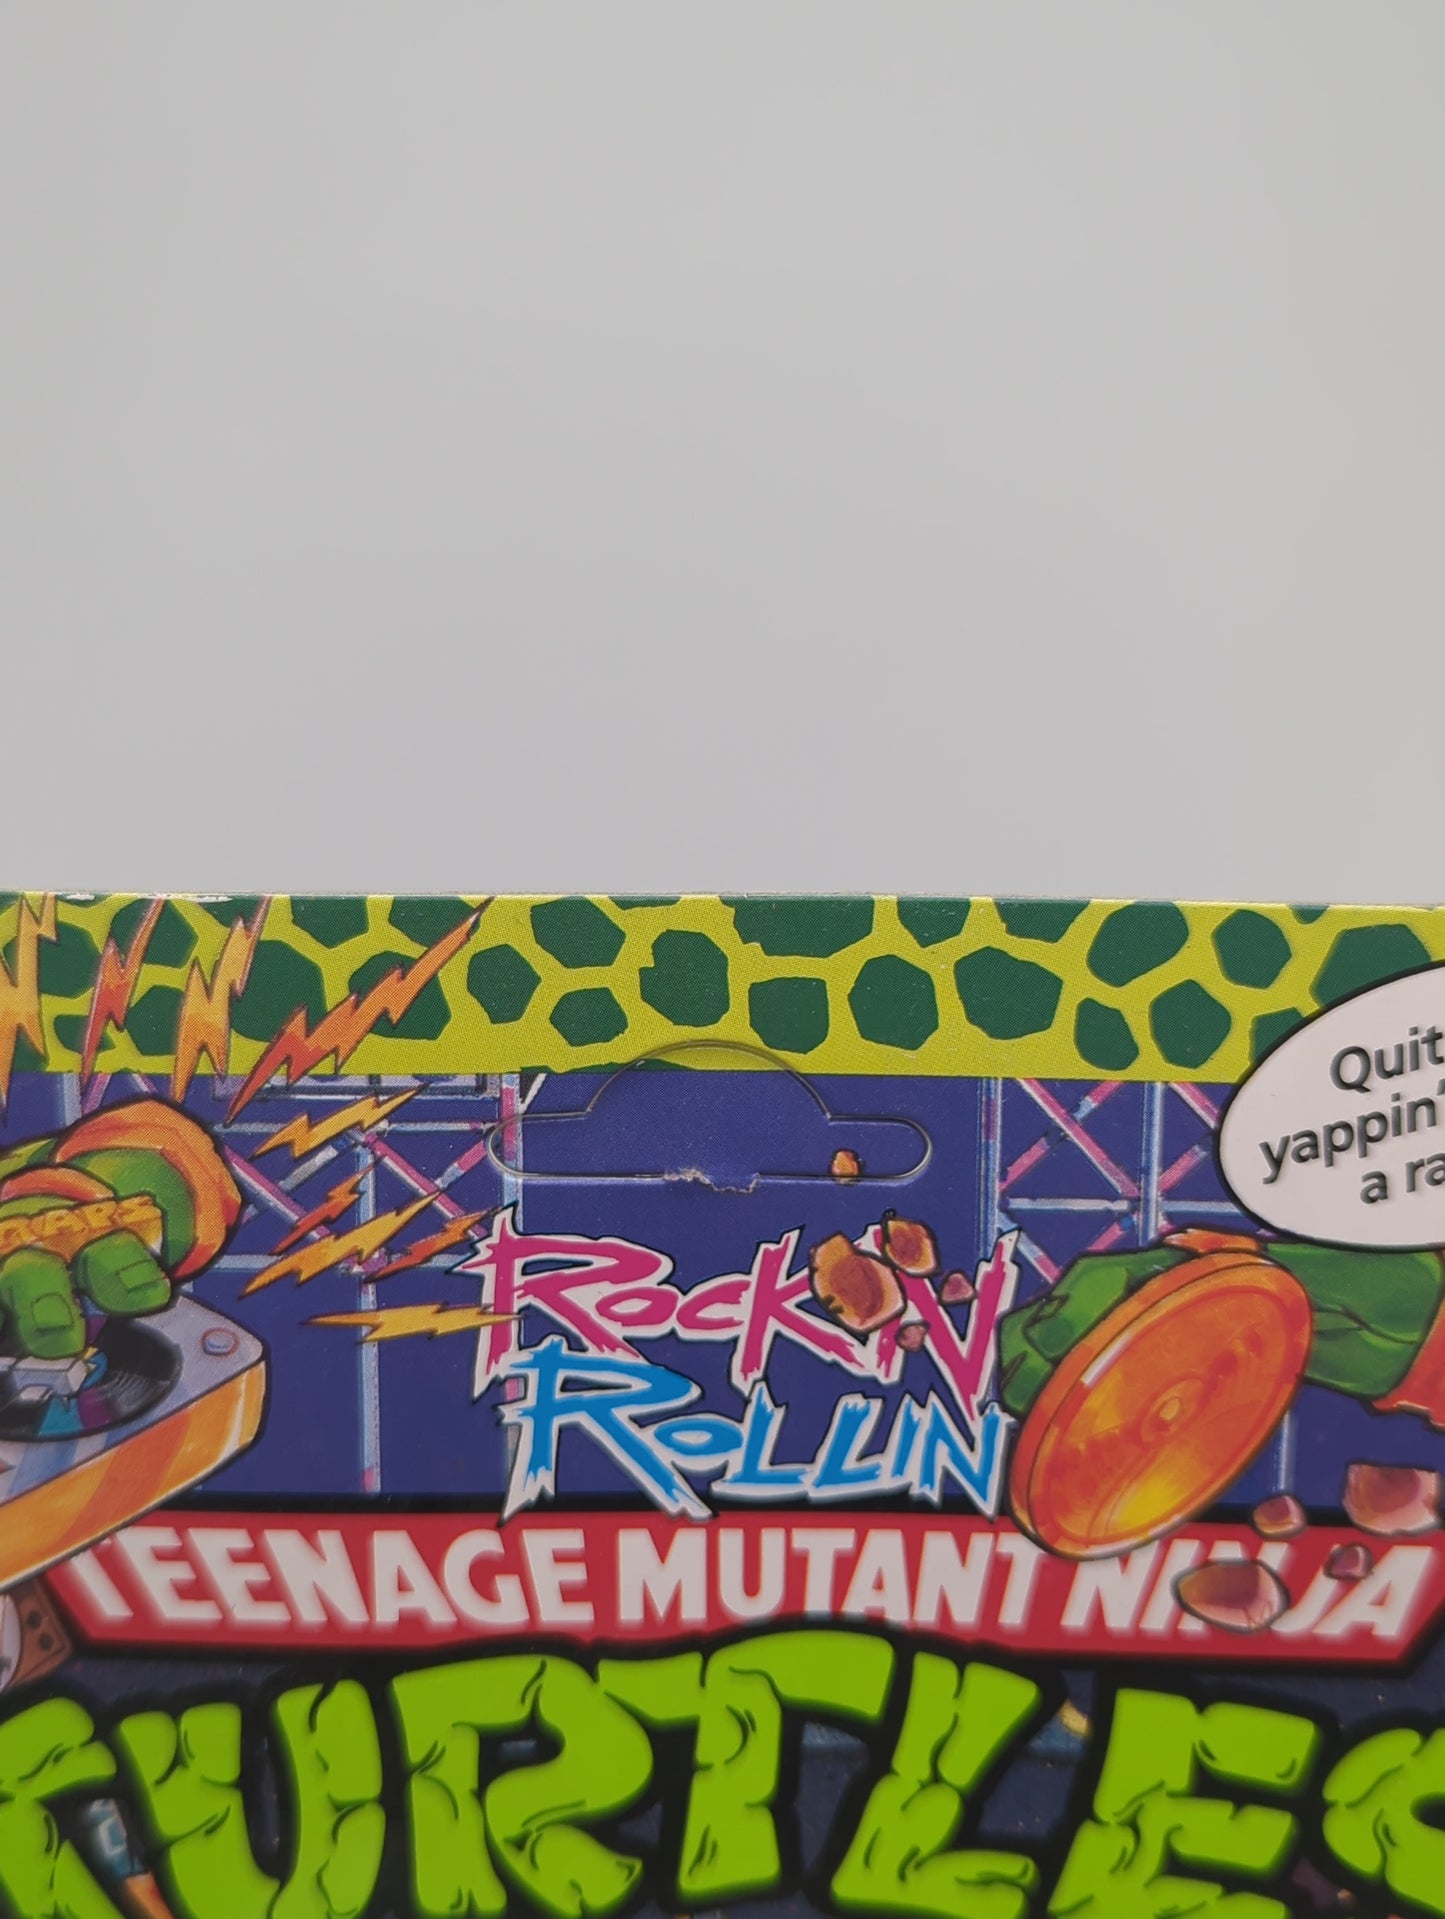 Quit
yappin'
a ra
ROCK 'N
ROLLIN
TEENAGE MUTANT NINJA
TURTLES